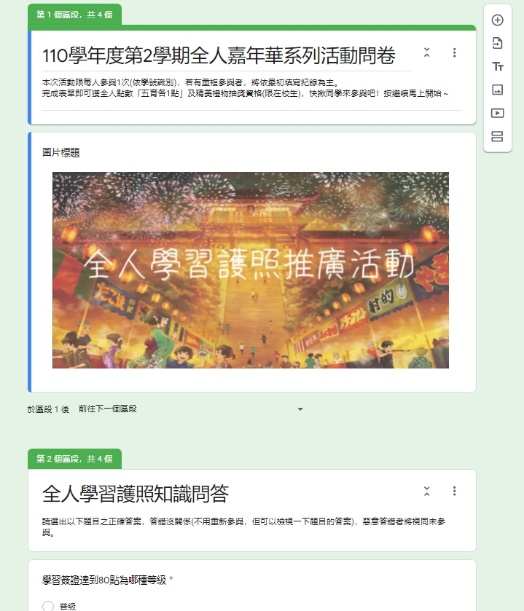 第 1 個區段，共 4 個
110學年度第2學期全人嘉年華系列活動問卷
本次活動限每人參與1次(依學號識別)，若有重複參與者，將依最初填寫紀錄為主。
完成表單即可獲全人點數「五育各1點」及精美禮物抽獎資格(限在校生)，快揪同學來參與吧！按繼續馬上開始～
圖片標題
全人學習護照推廣活動
射的
於區段 1 後 前往下一個區段
第 2 個區段，共 4 個
全人學習護照知識問答
請選出以下題目之正確答案，答錯沒關係(不用重新參與，但可以檢視一下題目的答案)，惡意答錯者將視同未參
與。
學習簽證達到80點為哪種等級 *
普級